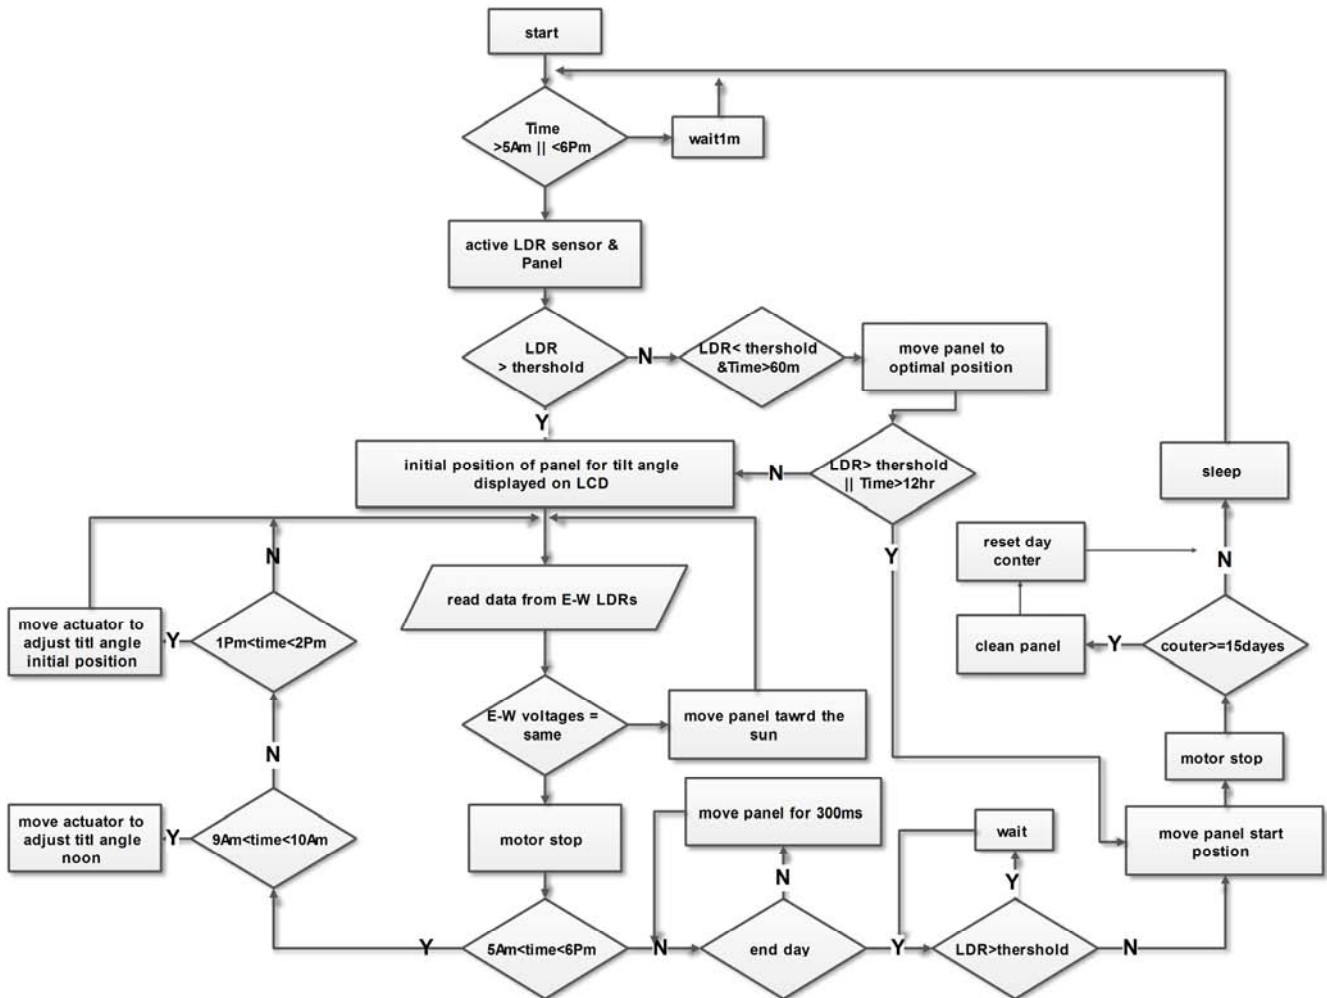 start
Time
>5Am || <6Pm
wait1m
active LDR sensor &
Panel
LDR
> thershold
N
LDR< thershold
&Time>60m
move panel to
optimal position
Y
initial position of panel for tilt angle
displayed on LCD
N
LDR> thershold
|| Time>12hr
sleep
N
Y
reset day
conter
N
read data from E-W LDRs
move actuator to
adjust titl angle
initial position
Y
1Pm<time<2Pm
clean panel
Y
couter>=15dayes
E-W voltages =
same
move panel tawrd the
sun
N
motor stop
move actuator to
adjust titl angle
noon
Y
9Am<time<10Am
motor stop
move panel for 300ms
wait
move panel start
postion
N
Y
Y
5Am<time<6Pm
N
end day
Y
LDR>thershold
N